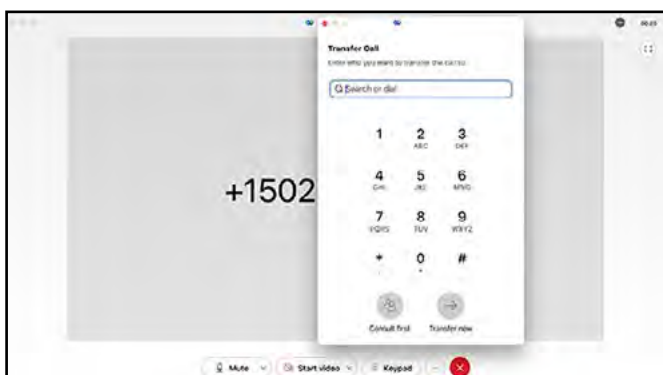 Transfer Call
Enter who you want to transfer the call to.
Search or dial
1 2 3
ABC DEF
4 5 6
GHI JKL MNO
7 8 9
PQRS TUV WXYZ
* 0 #
+
+1502
Consult first Transfer now
Mute Start video Keypad